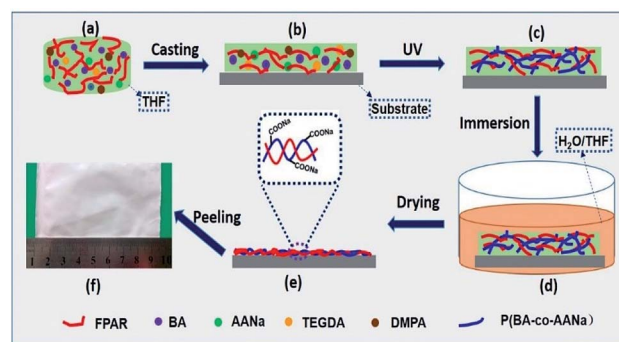 (a)
Casting
(b)
UV
(c)
THF
Substrate
Immersion
H₂O/THF
COONa
COONa
COONa
COONa
Drying
Peeling
1 2 3 4 5 6 7 8 9 10
(f)
(e)
(d)
FPAR BA AANa TEGDA DMPA P(BA-co-AANa)